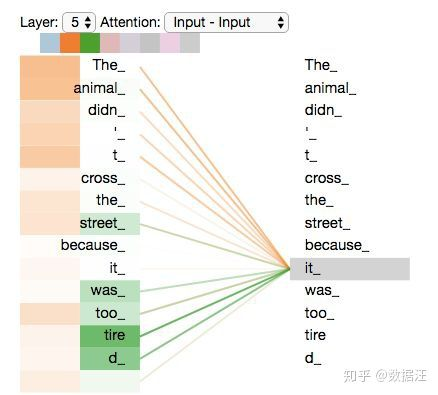 Layer: 5 Attention: Input - Input
The_ The_
animal_ animal_
didn_ didn_
'_ '_
t_ t_
cross_ cross_
the_ the_
street_ street_
because_ because_
it_ it_
was_ was_
too_ too_
tire tire
d_ d_
知乎 @数据汪